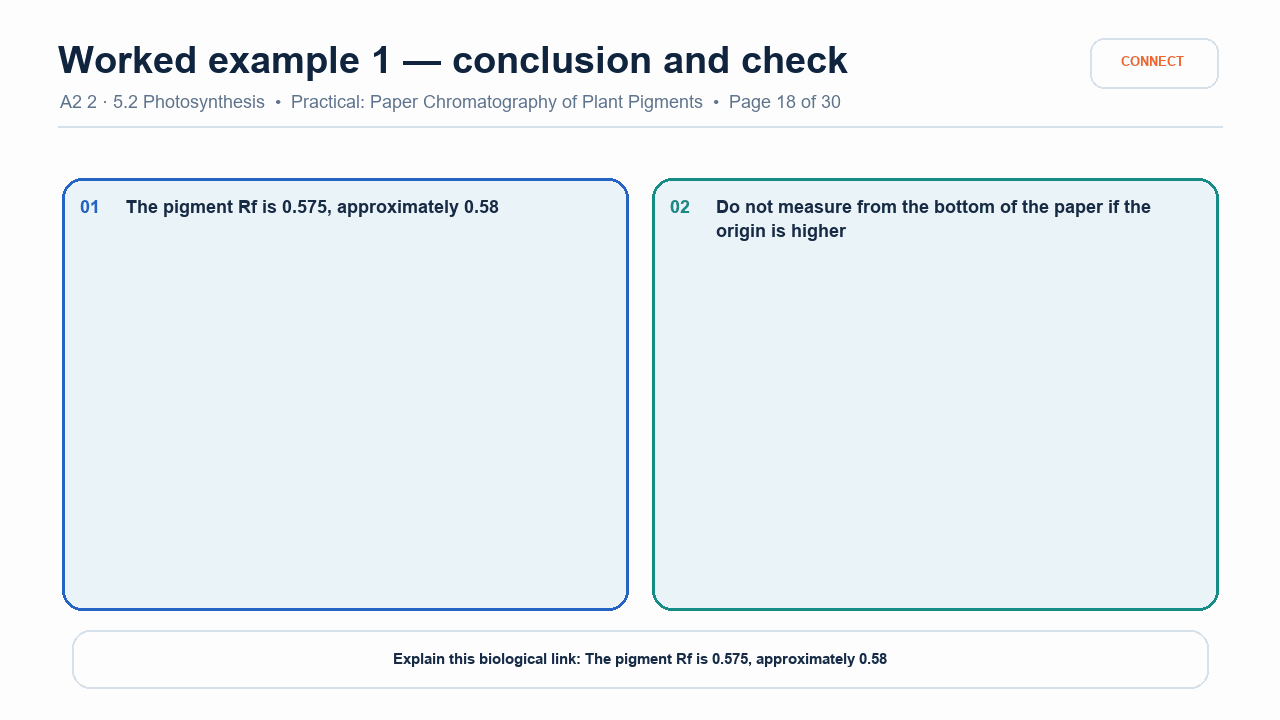 Worked example 1 — conclusion and check
CONNECT
A2 2 · 5.2 Photosynthesis • Practical: Paper Chromatography of Plant Pigments • Page 18 of 30
01 The pigment Rf is 0.575, approximately 0.58
02 Do not measure from the bottom of the paper if the
origin is higher
Explain this biological link: The pigment Rf is 0.575, approximately 0.58